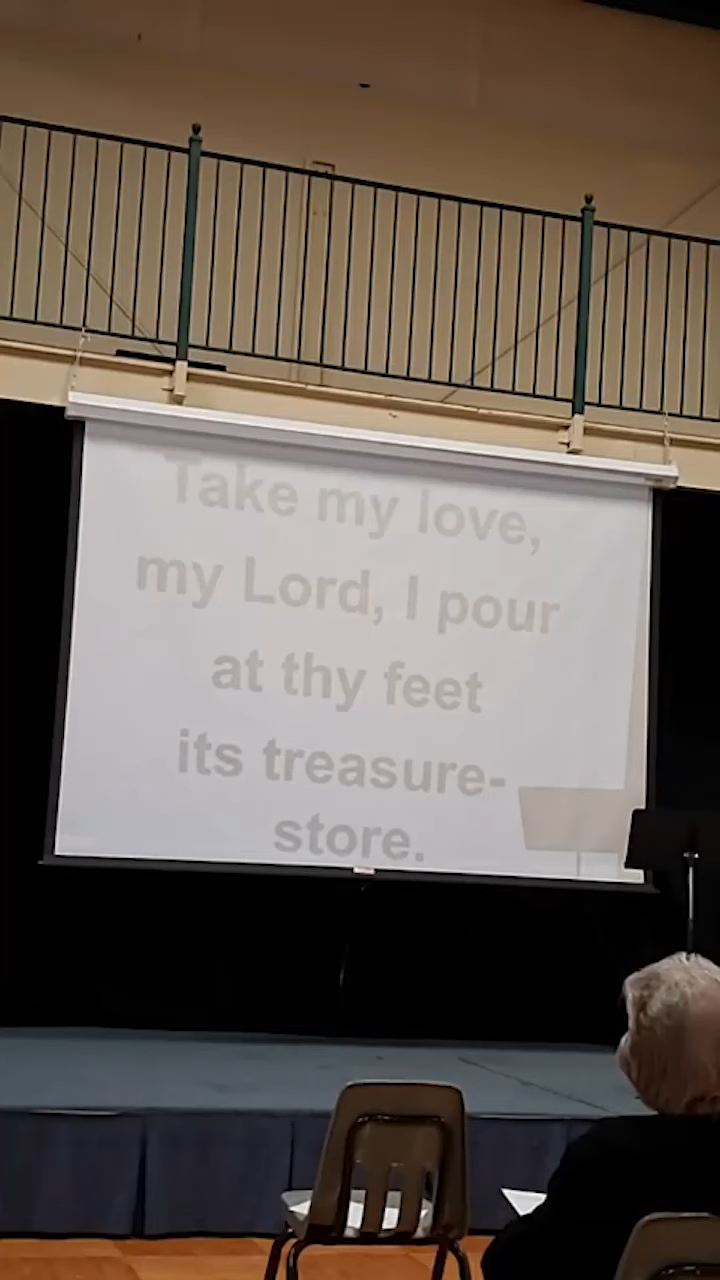 Take my love,
my Lord, I pour
at thy feet
its treasure-
store.